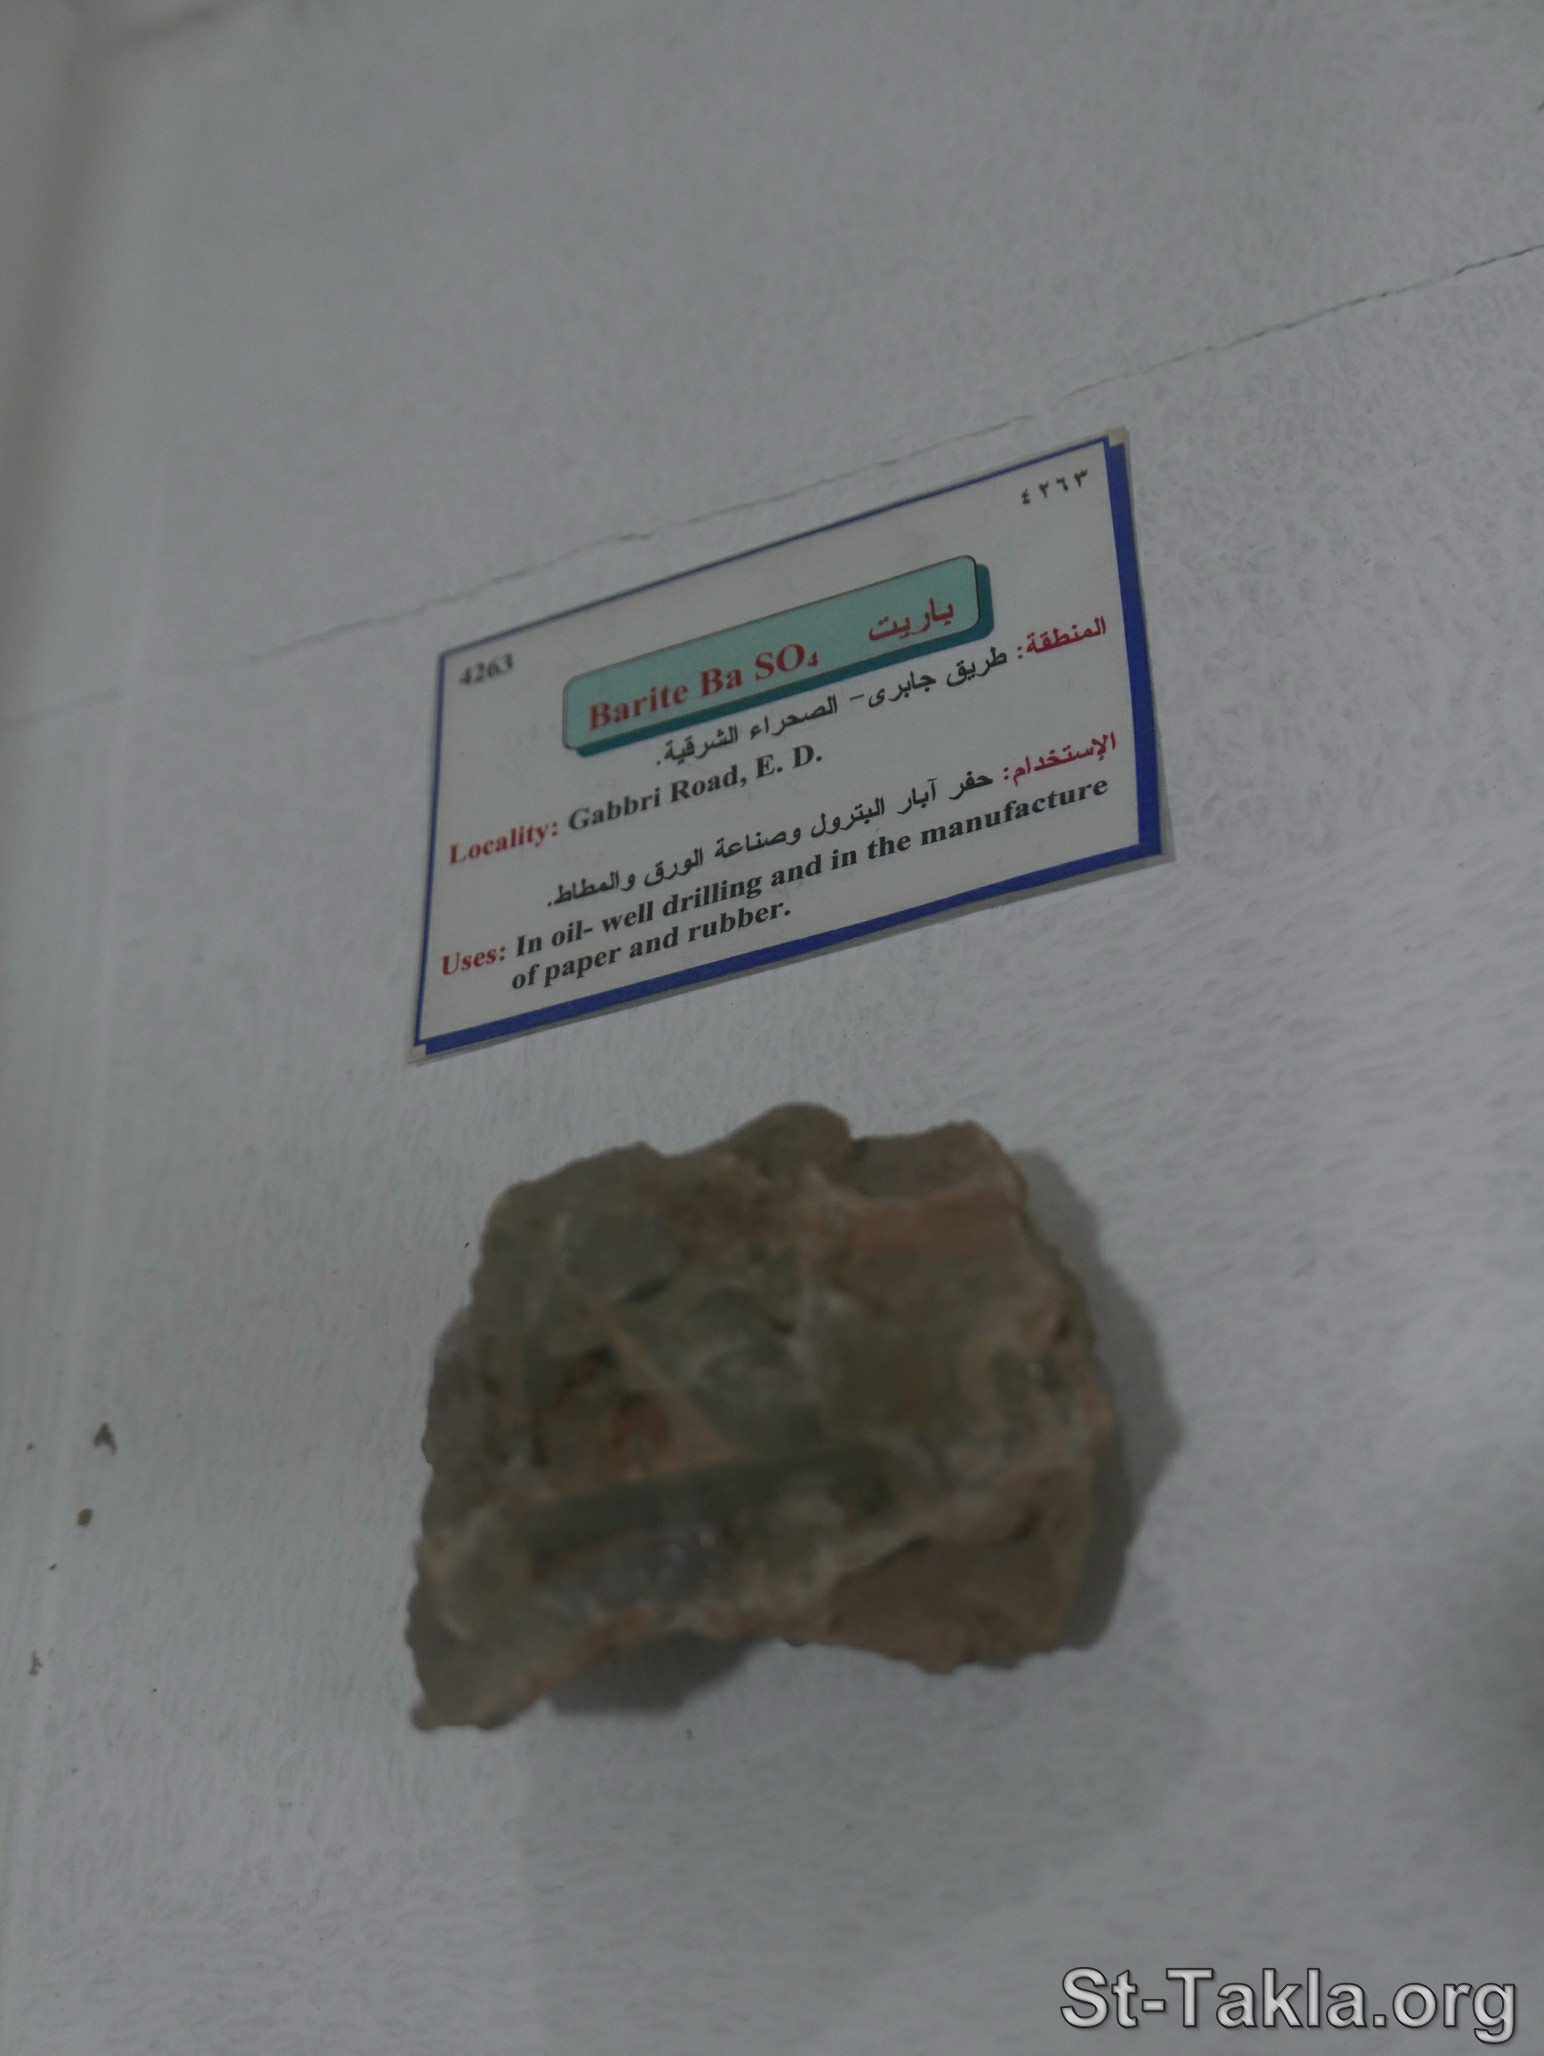 4263
٤٢٦٣
Barite Ba SO₄ باريت
المنطقة: طريق جابرى- الصحراء الشرقية.
Locality: Gabbri Road, E. D.
الإستخدام: حفر آبار البترول وصناعة الورق والمطاط.
Uses: In oil- well drilling and in the manufacture
of paper and rubber.
St-Takla.org